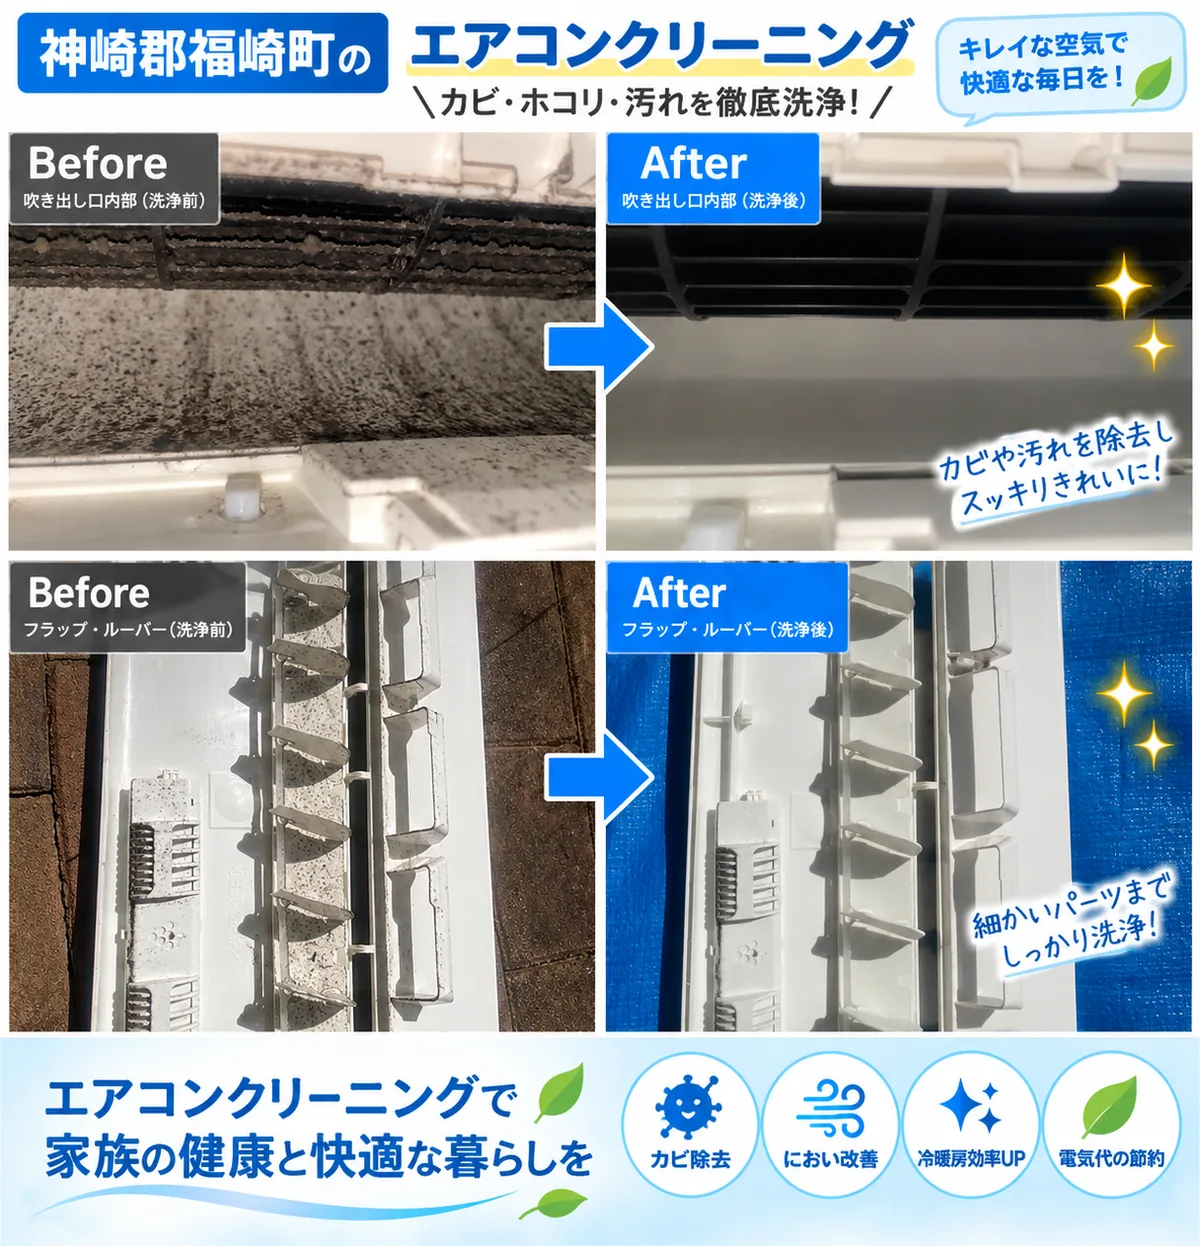 神崎郡福崎町の
エアコンクリーニング
\カビ・ホコリ・汚れを徹底洗浄!/
キレイな空気で
快適な毎日を!
Before
吹き出し口内部(洗浄前)
After
吹き出し口内部(洗浄後)
カビや汚れを除去し
スッキリきれいに!
Before
フラップ・ルーバー(洗浄前)
After
フラップ・ルーバー(洗浄後)
細かいパーツまで
しっかり洗浄!
エアコンクリーニングで
家族の健康と快適な暮らしを
カビ除去
におい改善
冷暖房効率UP
電気代の節約